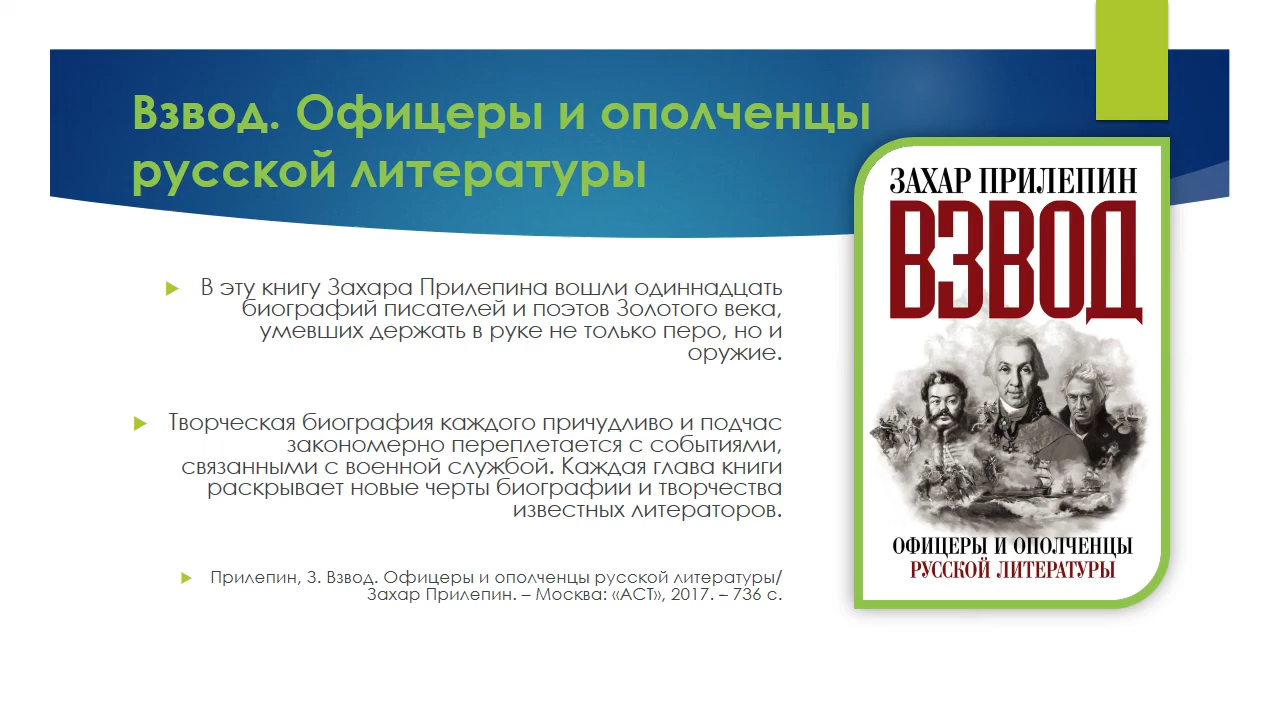 Взвод. Офицеры и ополченцы
русской литературы
В эту книгу Захара Прилепина вошли одиннадцать
биографий писателей и поэтов Золотого века,
умевших держать в руке не только перо, но и
оружие.
Творческая биография каждого причудливо и подчас
закономерно переплетается с событиями,
связанными с военной службой. Каждая глава книги
раскрывает новые черты биографии и творчества
известных литераторов.
Прилепин, З. Взвод. Офицеры и ополченцы русской литературы/
Захар Прилепин. – Москва: «АСТ», 2017. – 736 с.
ЗАХАР ПРИЛЕПИН
ВЗВОД
ОФИЦЕРЫ И ОПОЛЧЕНЦЫ
РУССКОЙ ЛИТЕРАТУРЫ